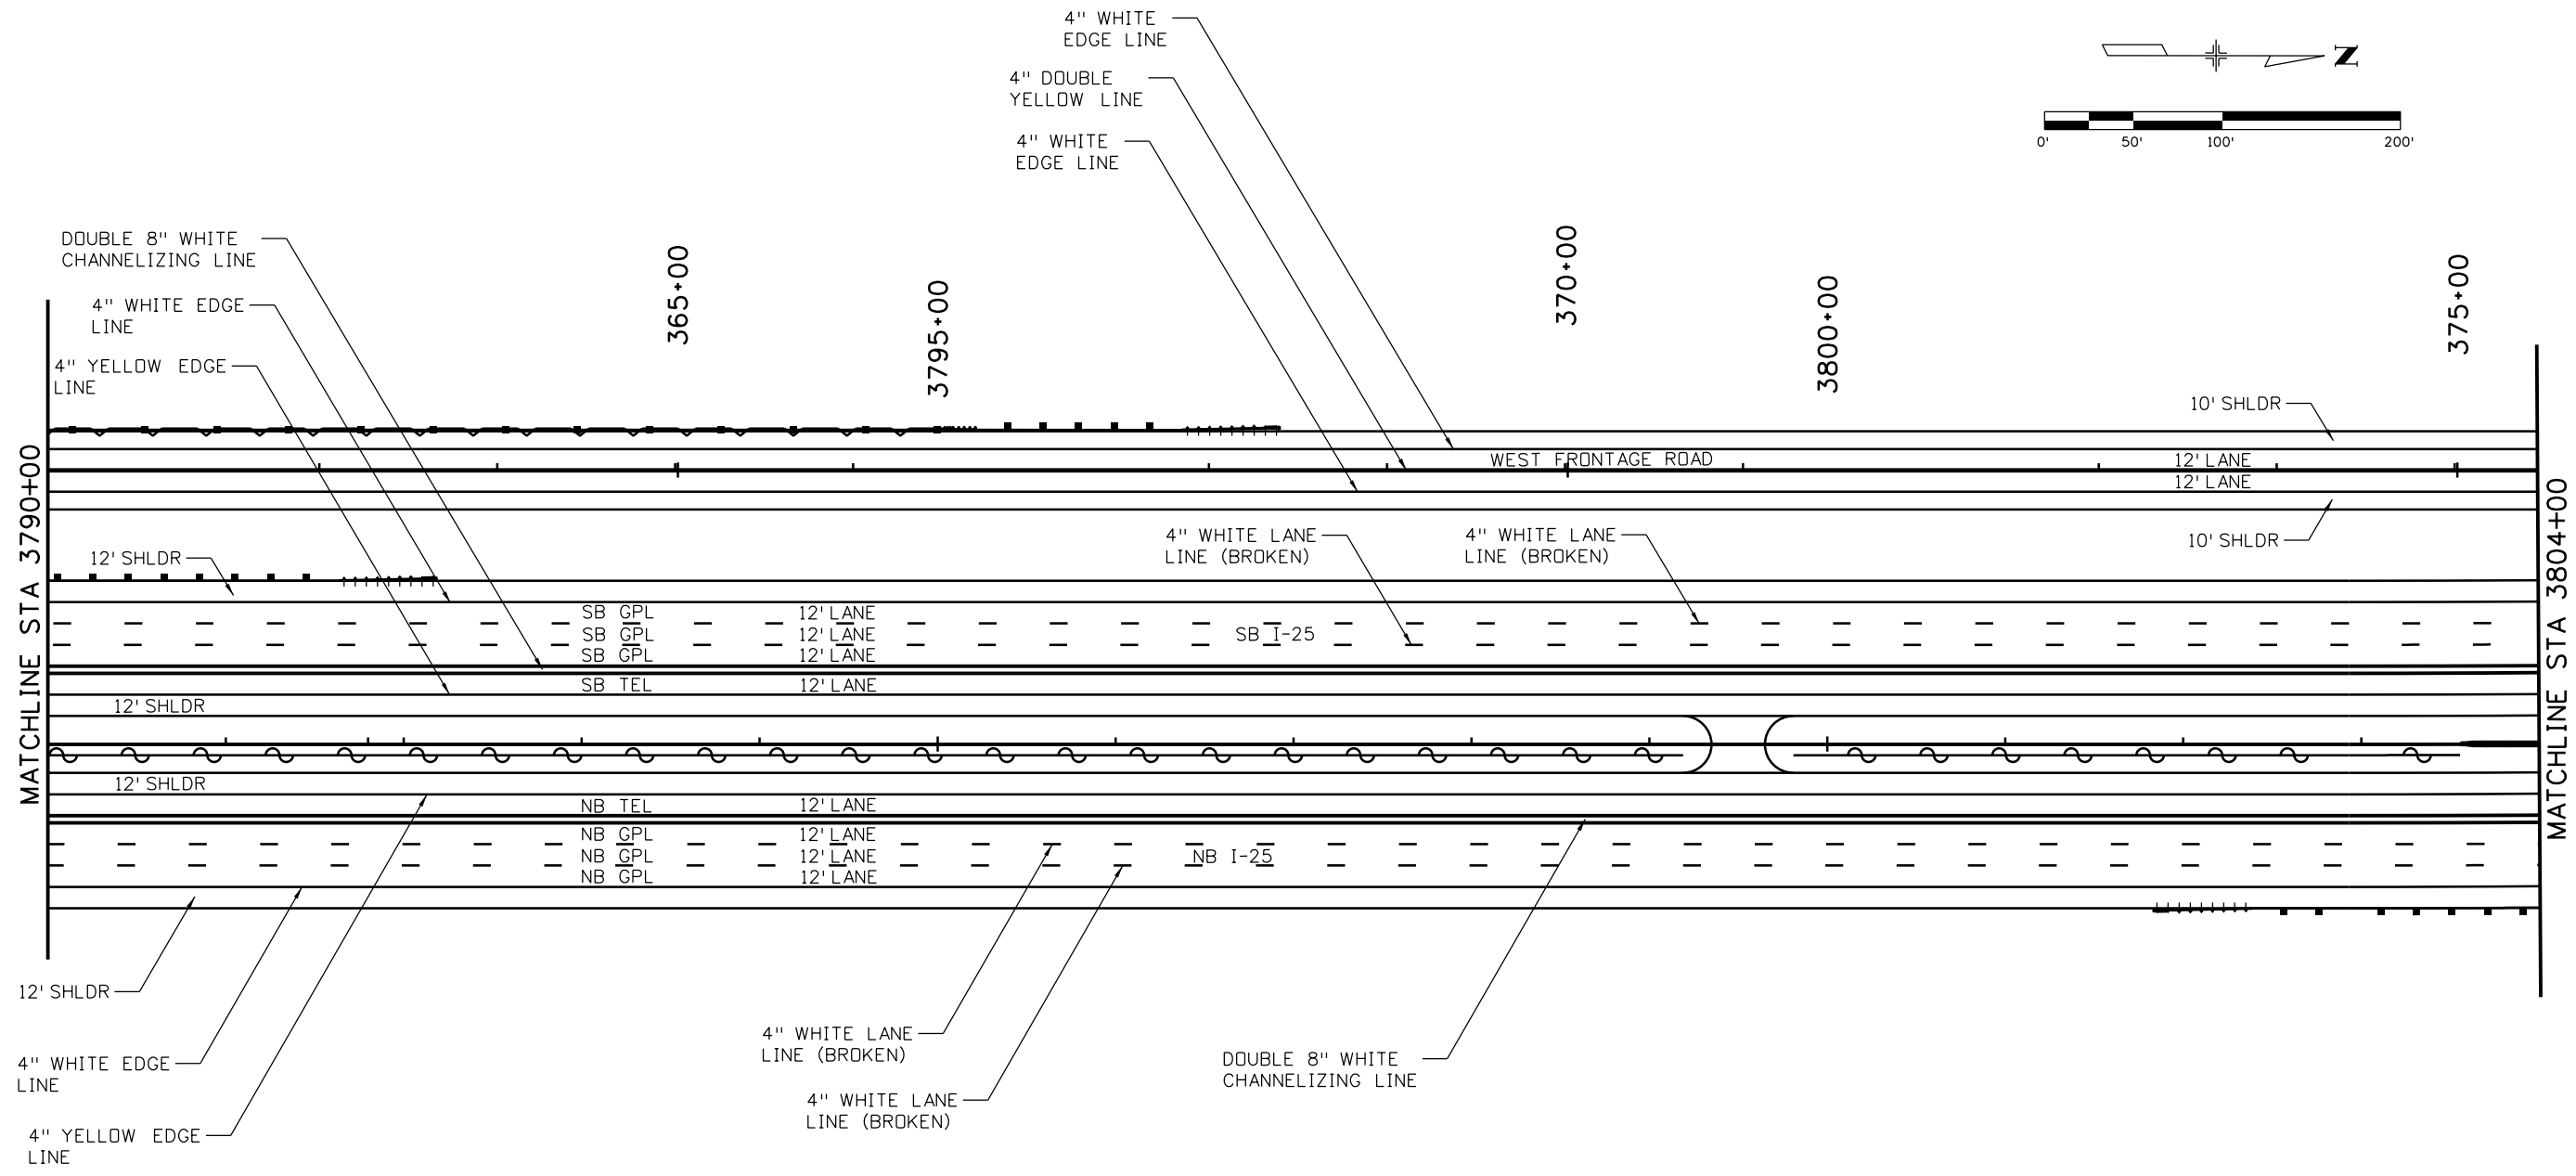 4" WHITE
EDGE LINE
4" DOUBLE
YELLOW LINE
4" WHITE
EDGE LINE
N
0' 50' 100' 200'
DOUBLE 8" WHITE
CHANNELIZING LINE
4" WHITE EDGE
LINE
4" YELLOW EDGE
LINE
365+00
3795+00
370+00
3800+00
375+00
10' SHLDR
WEST FRONTAGE ROAD
12' LANE
12' LANE
10' SHLDR
MATCHLINE STA 3790+00
MATCHLINE STA 3804+00
12' SHLDR
4" WHITE LANE
LINE (BROKEN)
4" WHITE LANE
LINE (BROKEN)
SB GPL 12' LANE
SB GPL 12' LANE SB I-25
SB GPL 12' LANE
SB TEL 12' LANE
12' SHLDR
12' SHLDR
NB TEL 12' LANE
NB GPL 12' LANE
NB GPL 12' LANE NB I-25
NB GPL 12' LANE
12' SHLDR
4" WHITE EDGE
LINE
4" YELLOW EDGE
LINE
4" WHITE LANE
LINE (BROKEN)
4" WHITE LANE
LINE (BROKEN)
DOUBLE 8" WHITE
CHANNELIZING LINE